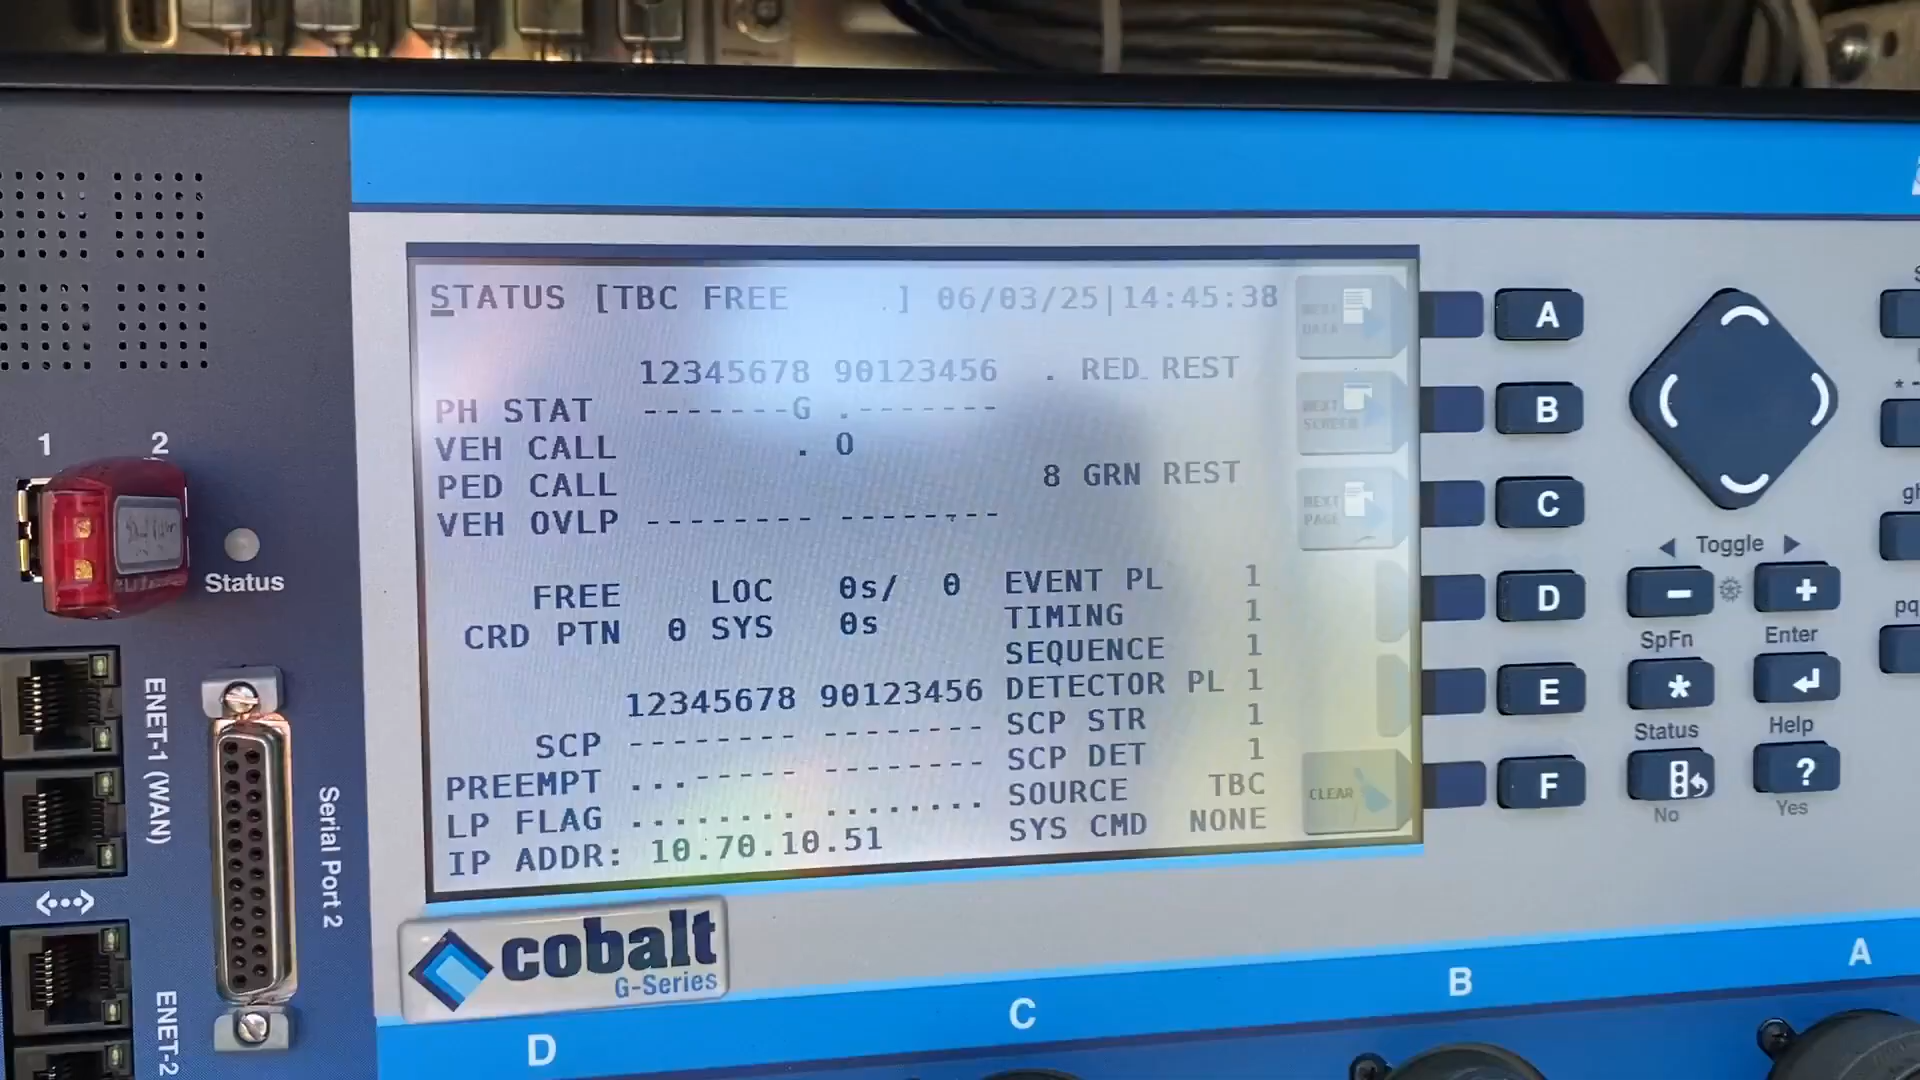 STATUS [TBC FREE .] 06/03/25|14:45:38
12345678 90123456 . RED REST
PH STAT -------G .-------
VEH CALL . 0
PED CALL 8 GRN REST
VEH OVLP -------- --------
FREE LOC 0s/ 0 EVENT PL 1
CRD PTN 0 SYS 0s TIMING 1
SEQUENCE 1
12345678 90123456 DETECTOR PL 1
SCP -------- -------- SCP STR 1
PREEMPT ...----- -------- SCP DET 1
LP FLAG ........ ........ SOURCE TBC
IP ADDR: 10.70.10.51 SYS CMD NONE
NEXT DATA
NEXT SCREEN
NEXT PAGE
CLEAR
A
B
C
D
E
F
Toggle
- +
SpFn Enter
*
Status Help
?
No Yes
1 2
Status
ENET-1 (WAN)
Serial Port 2
ENET-2
cobalt
G-Series
D C B A
gh
pq